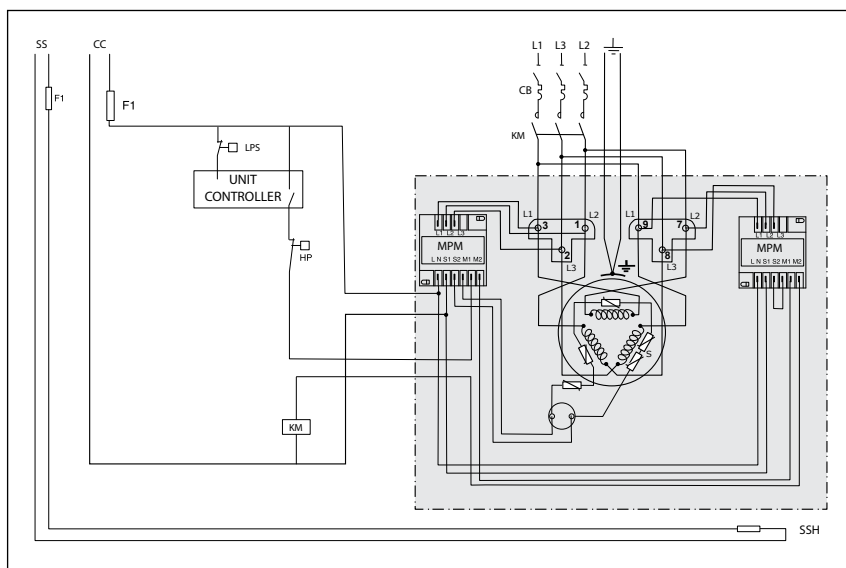 SS CC L1 L3 L2
F1 F1
CB
KM
LPS
UNIT
CONTROLLER
HP
L1 L2 L3
MPM
L N S1 S2 M1 M2
L1 3 1 L2
2
L3
L1 9 7 L2
8
L3
L1 L2 L3
MPM
L N S1 S2 M1 M2
S
KM
SSH